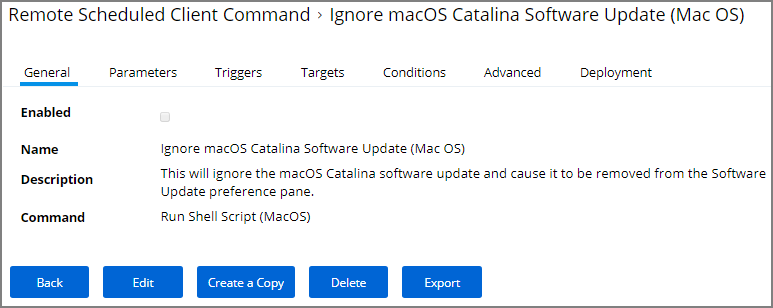 Remote Scheduled Client Command › Ignore macOS Catalina Software Update (Mac OS)
General Parameters Triggers Targets Conditions Advanced Deployment
Enabled
Name Ignore macOS Catalina Software Update (Mac OS)
Description This will ignore the macOS Catalina software update and cause it to be removed from the Software
Update preference pane.
Command Run Shell Script (MacOS)
Back Edit Create a Copy Delete Export